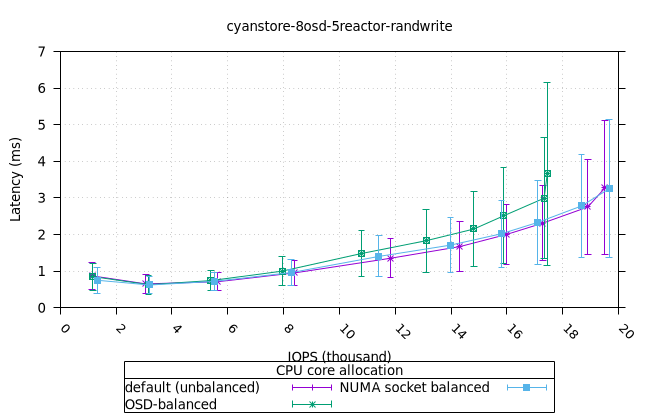 cyanstore-8osd-5reactor-randwrite
7
6
5
4
3
2
1
0
Latency (ms)
0 2 4 6 8 10 12 14 16 18 20
IOPS (thousand)
CPU core allocation
default (unbalanced) NUMA socket balanced
OSD-balanced